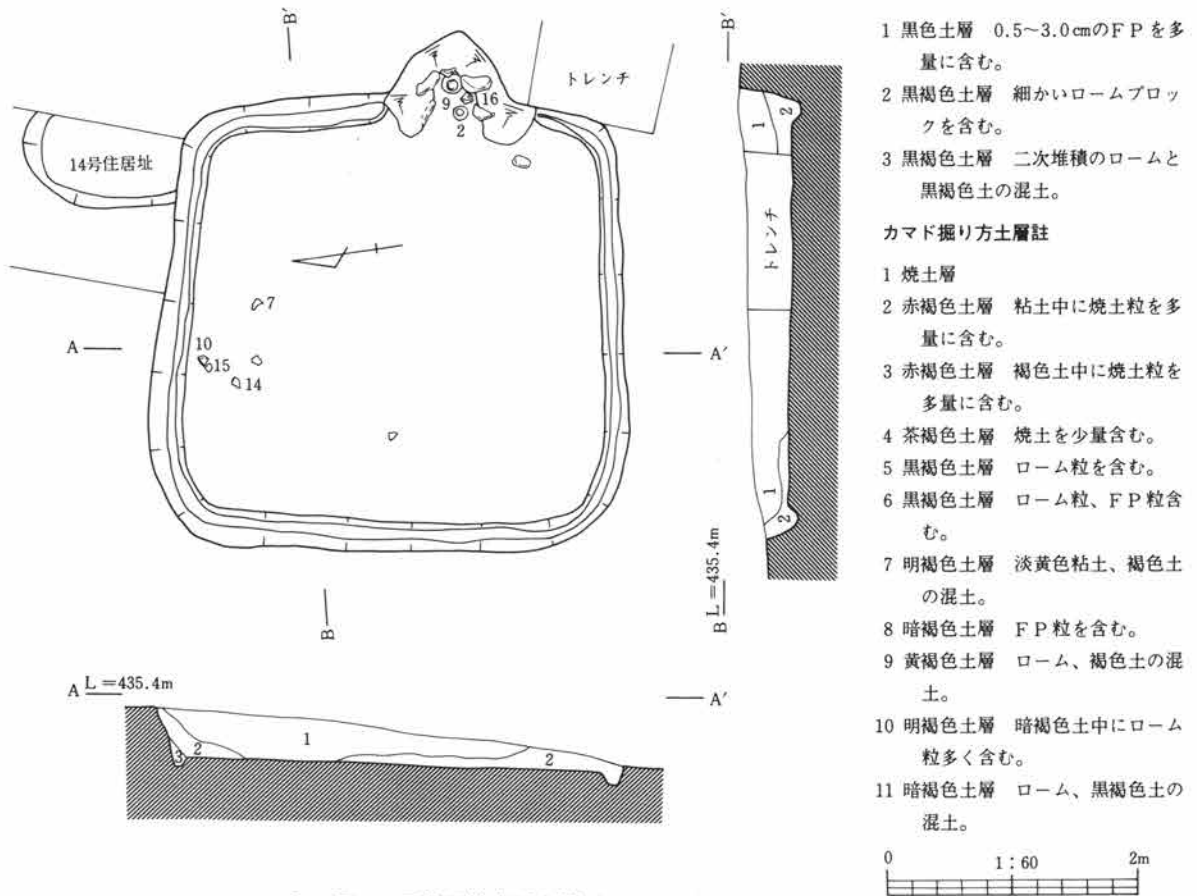 B'
B'
トレンチ
9
16
2
14号住居址
トレンチ
1
2
7
A
10
15
14
A'
1
2
B
B L=435.4m
A L=435.4m
A'
1
2
3
2
1 黒色土層 0.5~3.0㎝のFPを多
量に含む。
2 黒褐色土層 細かいロームブロッ
クを含む。
3 黒褐色土層 二次堆積のロームと
黒褐色土の混土。
カマド掘り方土層註
1 焼土層
2 赤褐色土層 粘土中に焼土粒を多
量に含む。
3 赤褐色土層 褐色土中に焼土粒を
多量に含む。
4 茶褐色土層 焼土を少量含む。
5 黒褐色土層 ローム粒を含む。
6 黒褐色土層 ローム粒、FP粒含
む。
7 明褐色土層 淡黄色粘土、褐色土
の混土。
8 暗褐色土層 FP粒を含む。
9 黄褐色土層 ローム、褐色土の混
土。
10 明褐色土層 暗褐色土中にローム
粒多く含む。
11 暗褐色土層 ローム、黒褐色土の
混土。
0 1:60 2m